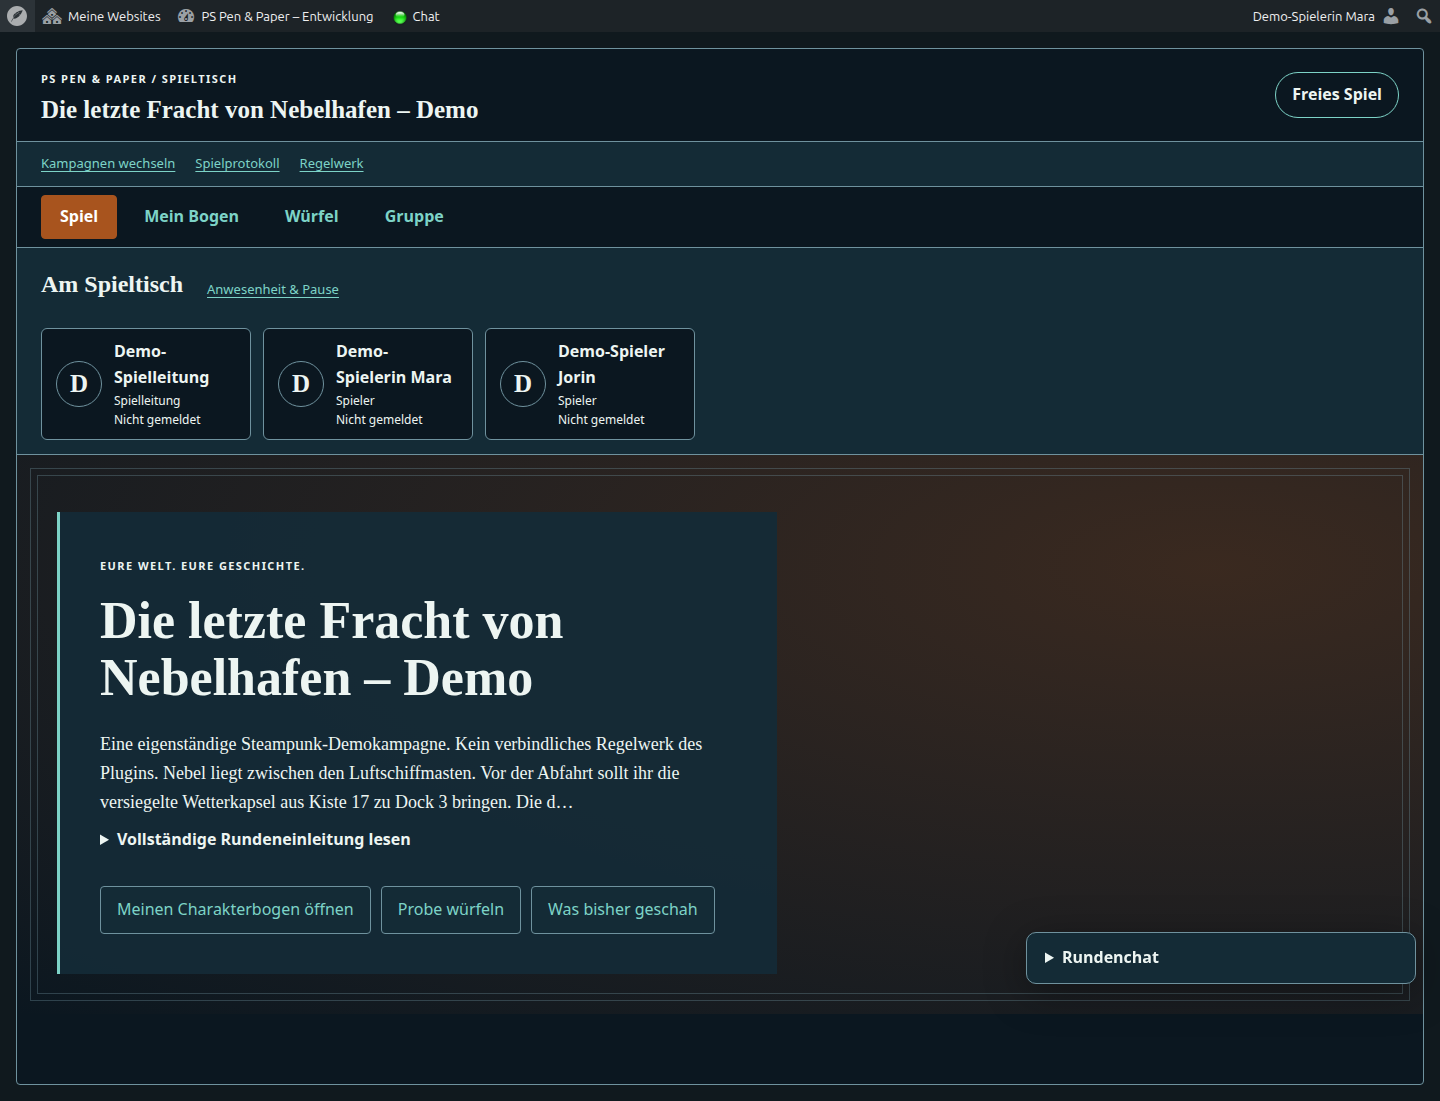 Meine Websites
PS Pen & Paper – Entwicklung
Chat
Demo-Spielerin Mara
PS PEN & PAPER / SPIELTISCH
Die letzte Fracht von Nebelhafen – Demo
Freies Spiel
Kampagnen wechseln
Spielprotokoll
Regelwerk
Spiel
Mein Bogen
Würfel
Gruppe
Am Spieltisch
Anwesenheit & Pause
D
Demo-
Spielleitung
Spielleitung
Nicht gemeldet
D
Demo-
Spielerin Mara
Spieler
Nicht gemeldet
D
Demo-Spieler
Jorin
Spieler
Nicht gemeldet
EURE WELT. EURE GESCHICHTE.
Die letzte Fracht von
Nebelhafen – Demo
Eine eigenständige Steampunk-Demokampagne. Kein verbindliches Regelwerk des
Plugins. Nebel liegt zwischen den Luftschiffmasten. Vor der Abfahrt sollt ihr die
versiegelte Wetterkapsel aus Kiste 17 zu Dock 3 bringen. Die d…
Vollständige Rundeneinleitung lesen
Meinen Charakterbogen öffnen
Probe würfeln
Was bisher geschah
Rundenchat